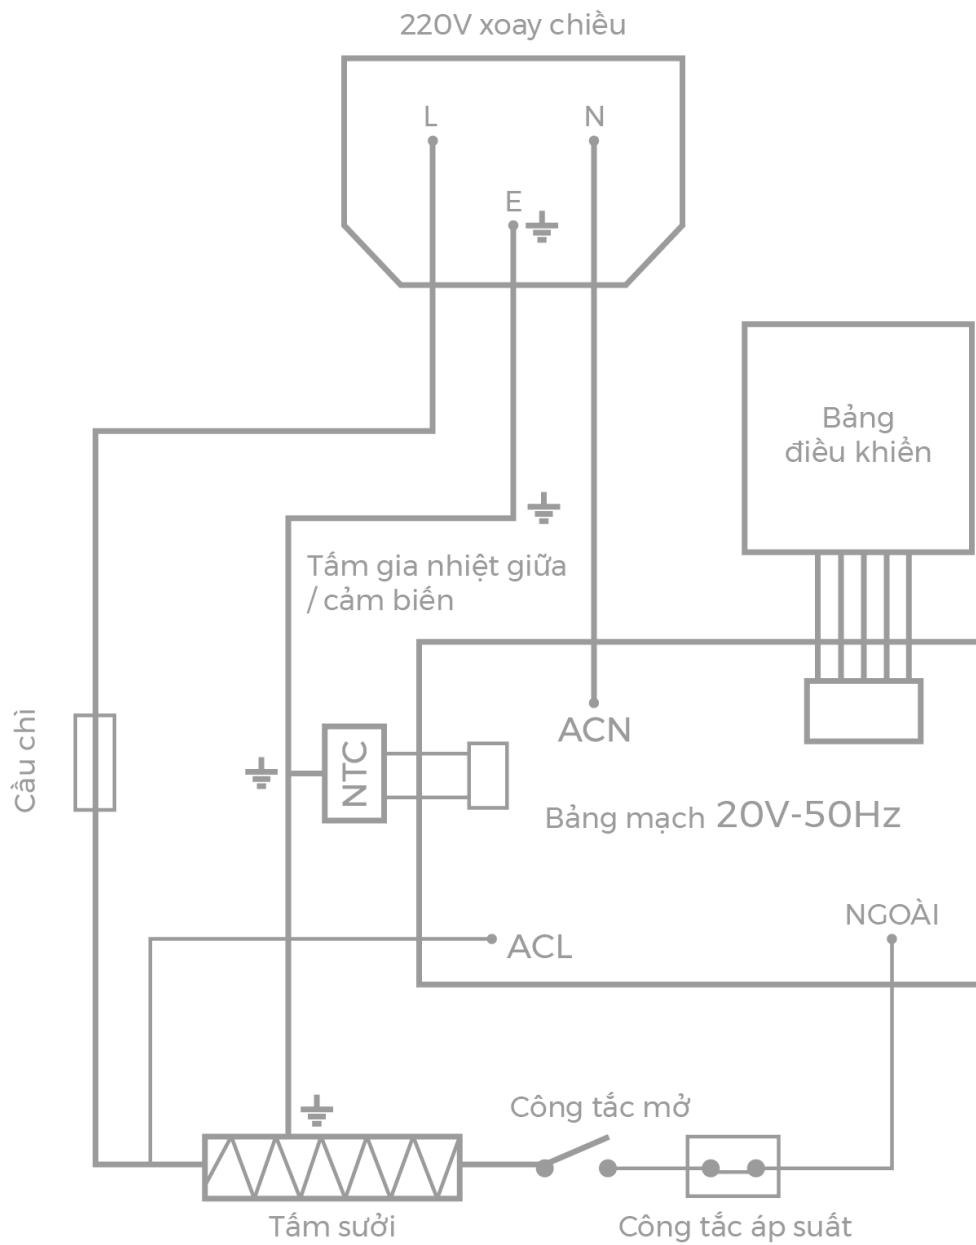 220V xoay chiều
L
N
E
Bảng
điều khiển
Tấm gia nhiệt giữa
/ cảm biến
Cầu chì
NTC
ACN
Bảng mạch 20V-50Hz
NGOÀI
ACL
Công tắc mở
Tấm sưởi
Công tắc áp suất